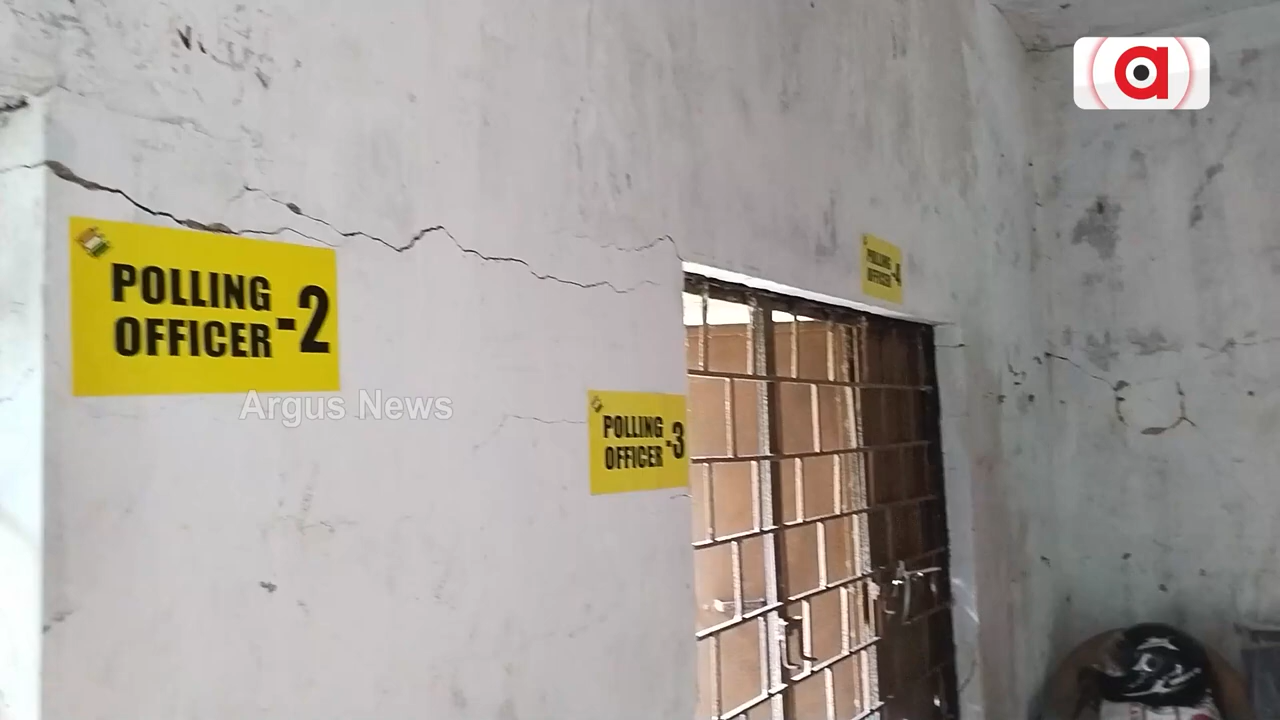 a
POLLING
OFFICER -2
Argus News
POLLING
OFFICER -3
POLLING
OFFICER -4